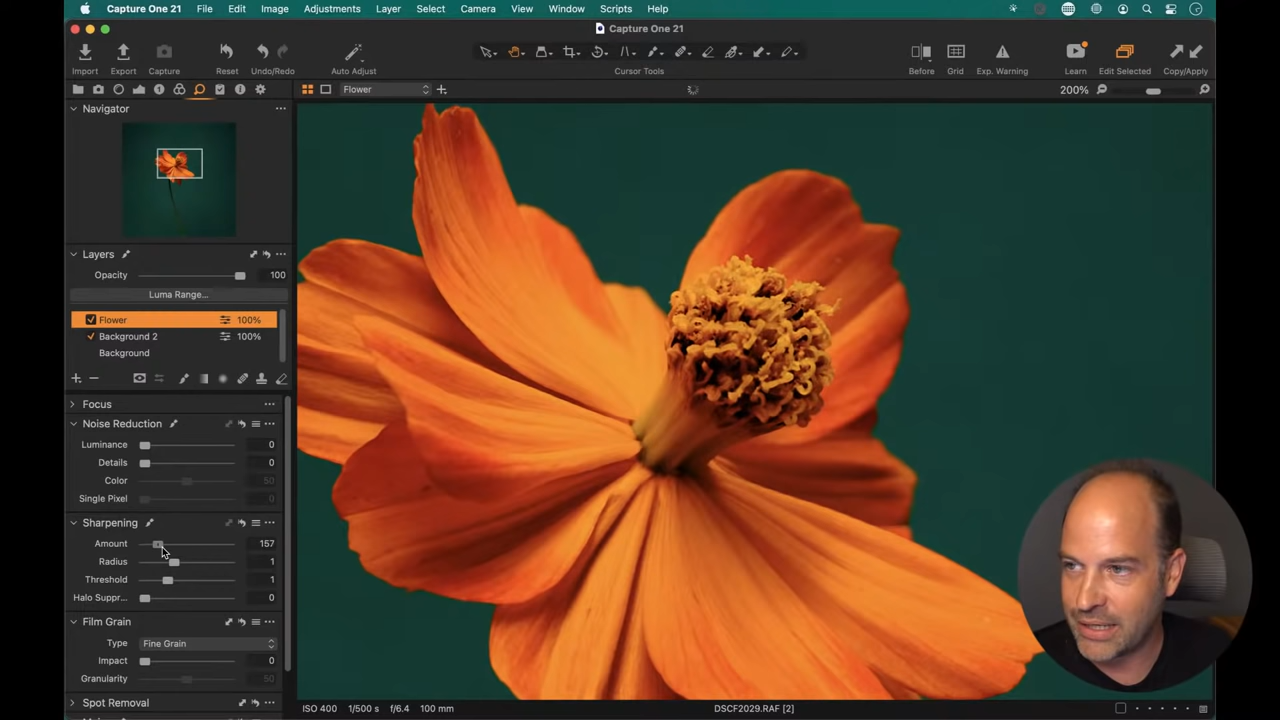 Capture One 21 File Edit Image Adjustments Layer Select Camera View Window Scripts Help
Capture One 21
Import Export Capture Reset Undo/Redo Auto Adjust Cursor Tools Before Grid Exp. Warning Learn Edit Selected Copy/Apply
Flower 200%
Navigator
Layers
Opacity 100
Luma Range...
Flower 100%
Background 2 100%
Background
Focus
Noise Reduction
Luminance 0
Details 0
Color 50
Single Pixel 0
Sharpening
Amount 157
Radius 1
Threshold 1
Halo Suppr... 0
Film Grain
Type Fine Grain
Impact 0
Granularity 50
Spot Removal
ISO 400 1/500 s f/6.4 100 mm DSCF2029.RAF [2]